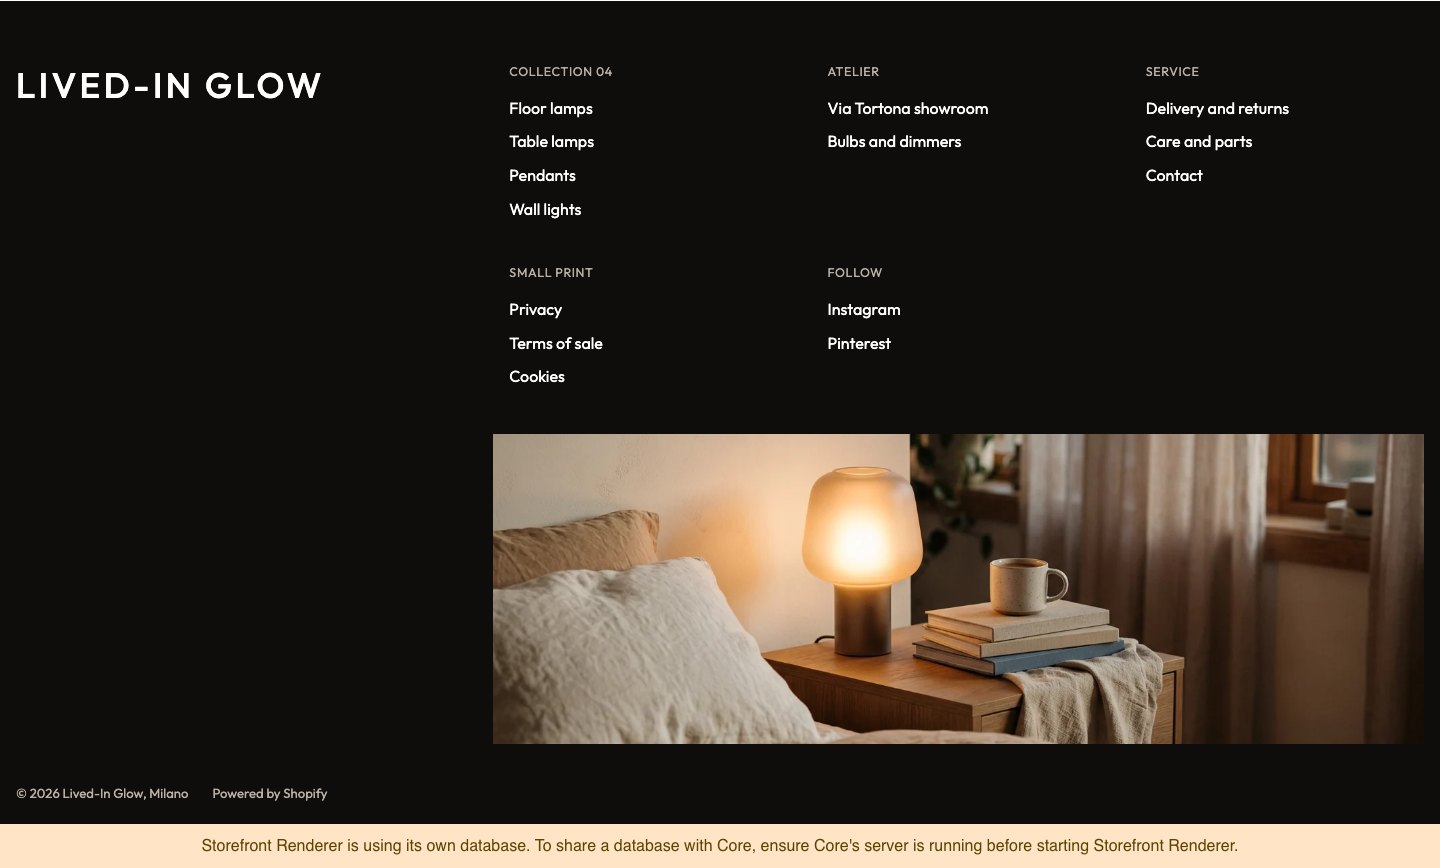 LIVED-IN GLOW
COLLECTION 04
Floor lamps
Table lamps
Pendants
Wall lights
ATELIER
Via Tortona showroom
Bulbs and dimmers
SERVICE
Delivery and returns
Care and parts
Contact
SMALL PRINT
Privacy
Terms of sale
Cookies
FOLLOW
Instagram
Pinterest
© 2026 Lived-In Glow, Milano
Powered by Shopify
Storefront Renderer is using its own database. To share a database with Core, ensure Core's server is running before starting Storefront Renderer.